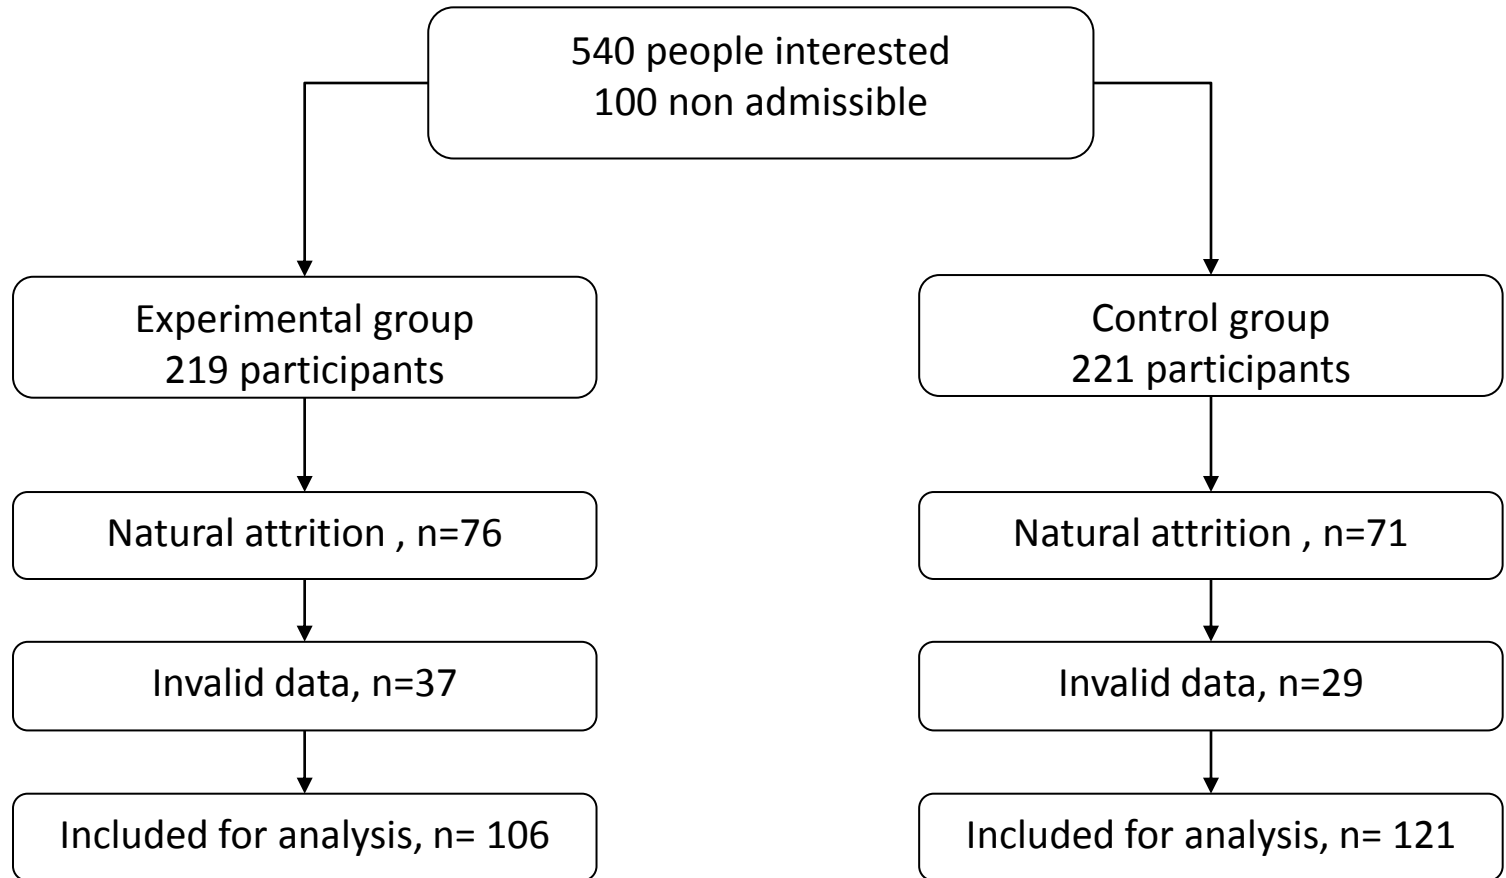 540 people interested
100 non admissible
Experimental group
219 participants
Control group
221 participants
Natural attrition , n=76
Natural attrition , n=71
Invalid data, n=37
Invalid data, n=29
Included for analysis, n= 106
Included for analysis, n= 121